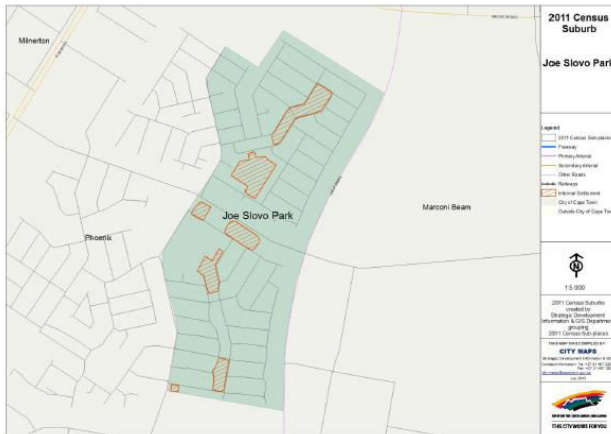 2011 Census
Suburb
Joe Slovo Park
Milnerton
Joe Slovo Park
Marconi Beam
Phoenix
Legend
2011 Census Sub-places
Freeway
Primary Arterial
Secondary Arterial
Other Roads
Railways
Informal Settlement
City of Cape Town
Outside City of Cape Tow
N
1:5 000
2011 Census Suburbs
created by
Strategic Development
Information & GIS Department
grouping
2011 Census Sub-places
CITY MAPS
THIS CITY WORKS FOR YOU